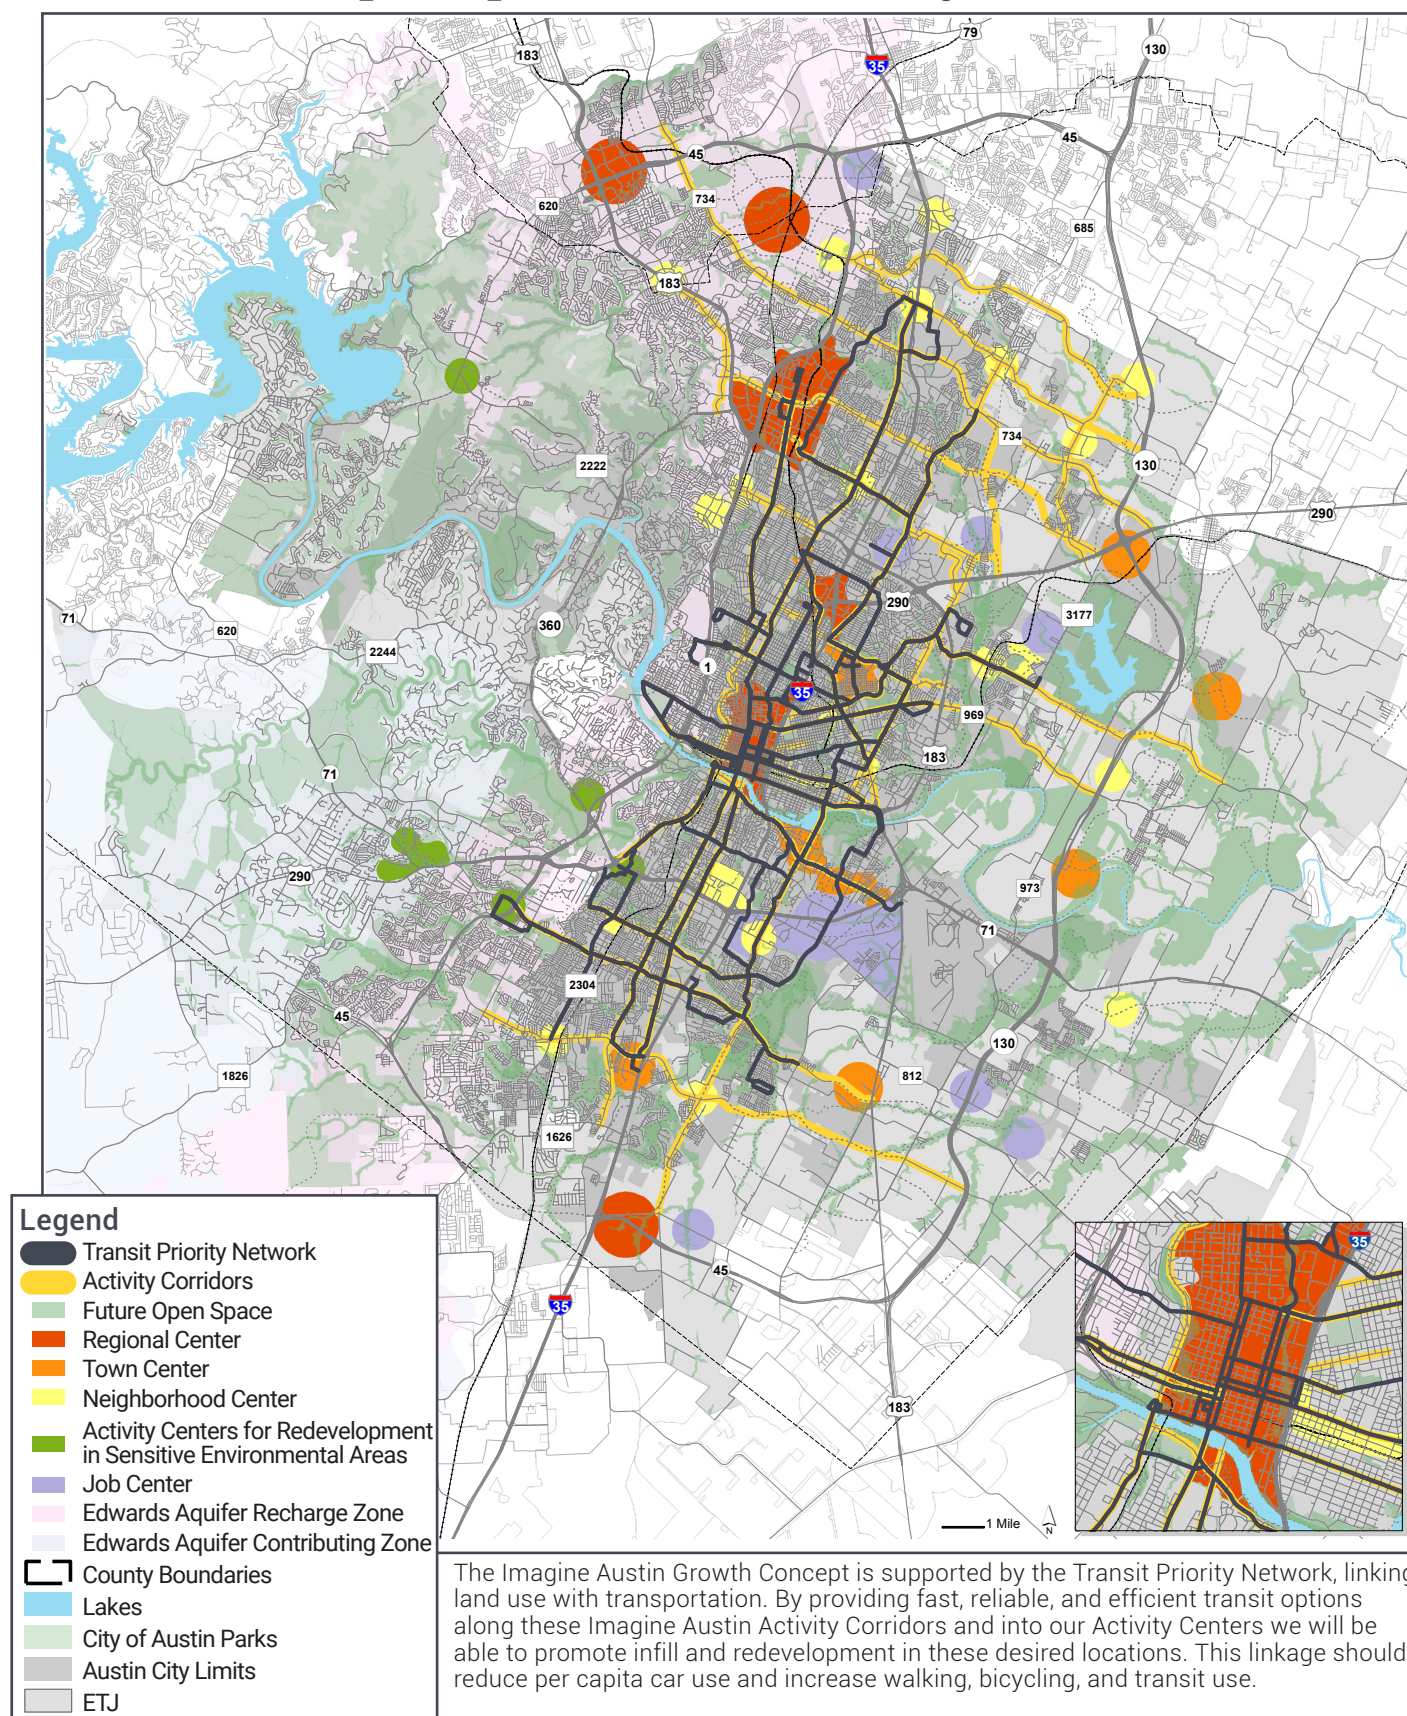 79
183
35
130
45
45
734
620
685
183
734
2222
130
290
71
620
360
2244
290
3177
1
35
969
183
71
290
973
71
2304
45
130
1826
812
1626
45
35
183
35
1 Mile
N
Legend
Transit Priority Network
Activity Corridors
Future Open Space
Regional Center
Town Center
Neighborhood Center
Activity Centers for Redevelopment
in Sensitive Environmental Areas
Job Center
Edwards Aquifer Recharge Zone
Edwards Aquifer Contributing Zone
County Boundaries
Lakes
City of Austin Parks
Austin City Limits
ETJ
The Imagine Austin Growth Concept is supported by the Transit Priority Network, linking
land use with transportation. By providing fast, reliable, and efficient transit options
along these Imagine Austin Activity Corridors and into our Activity Centers we will be
able to promote infill and redevelopment in these desired locations. This linkage should
reduce per capita car use and increase walking, bicycling, and transit use.